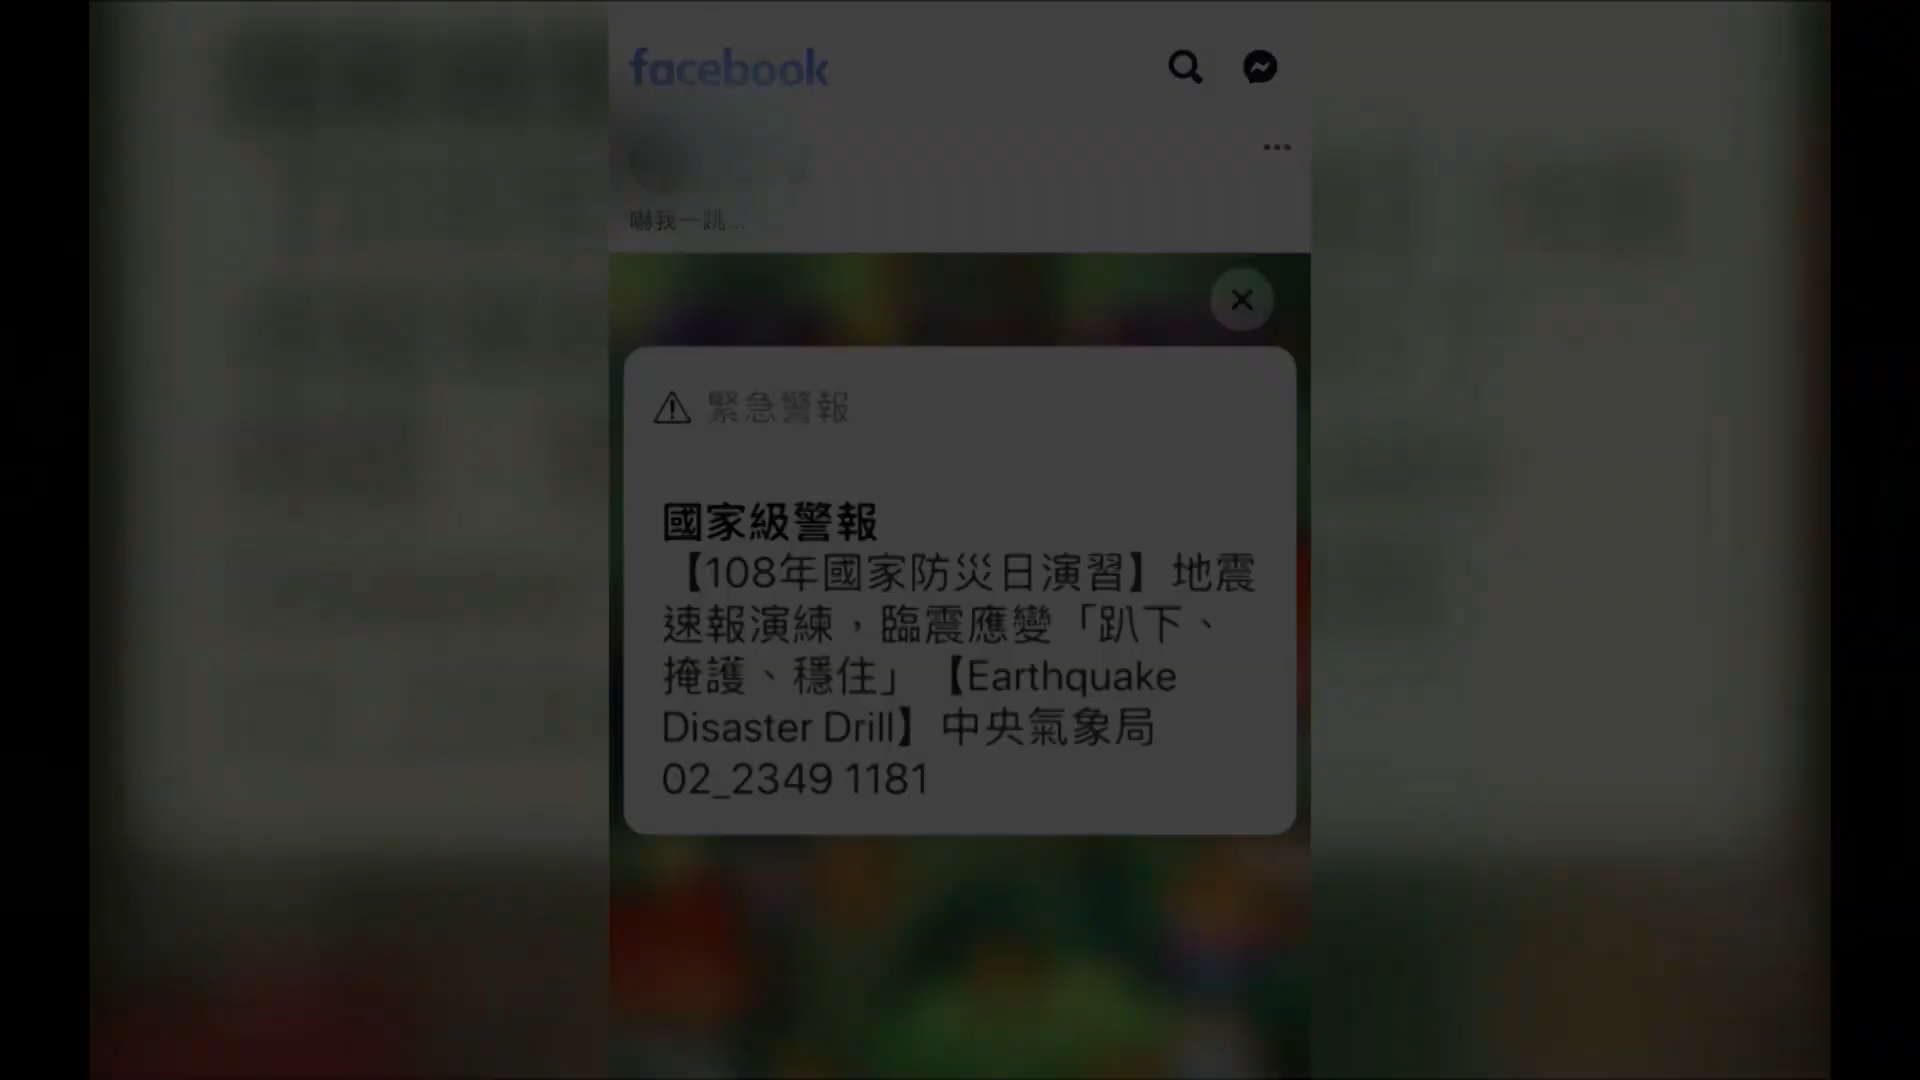 facebook
嚇我一跳...
緊急警報
國家級警報
【108年國家防災日演習】地震
速報演練，臨震應變「趴下、
掩護、穩住」【Earthquake
Disaster Drill】中央氣象局
02_2349 1181